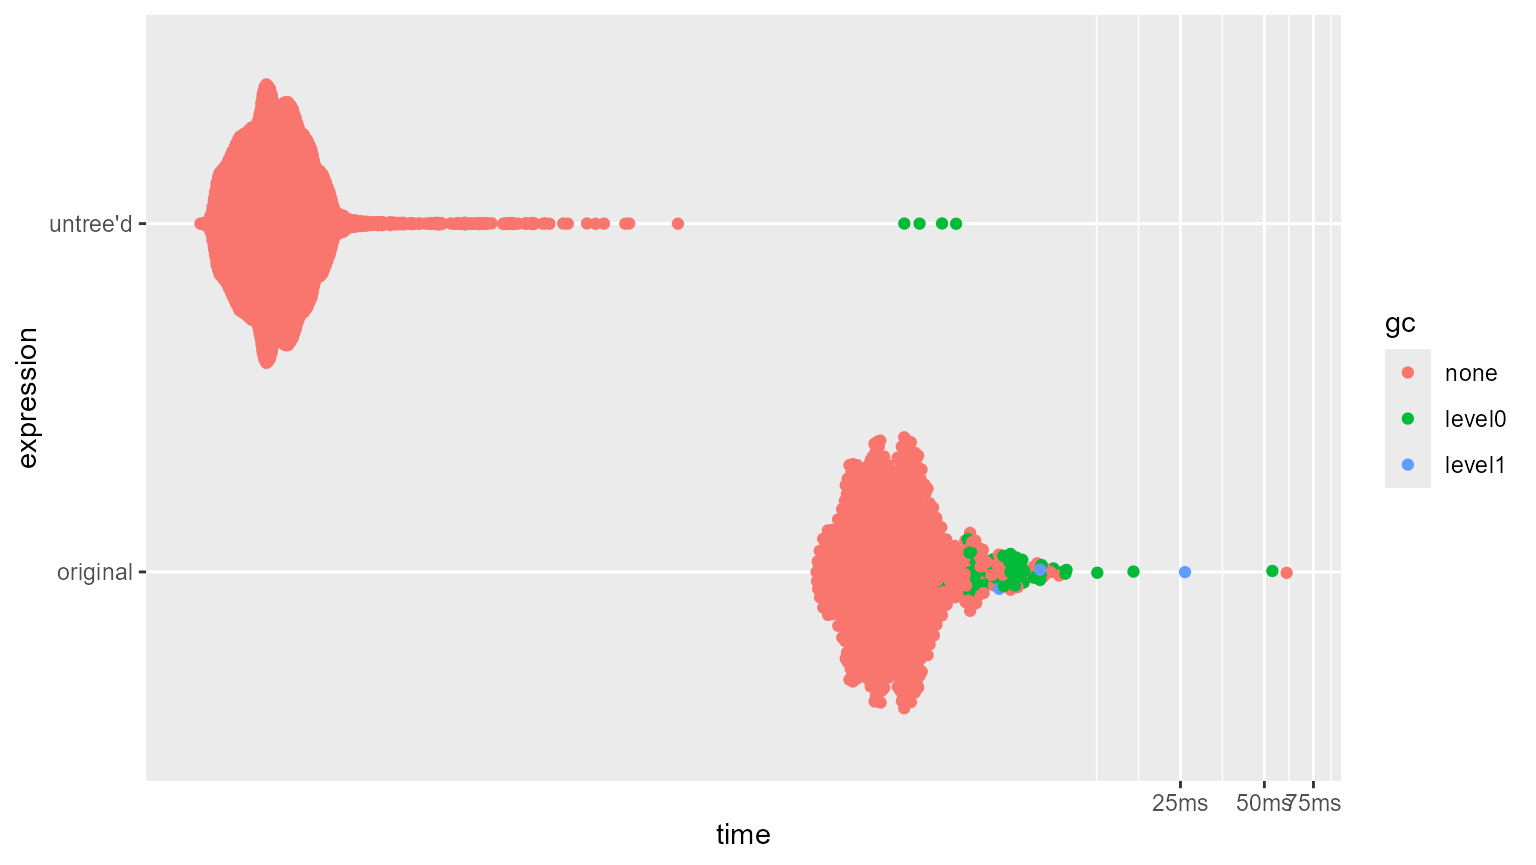 untree'd
original
expression
25ms
50ms
75ms
time
gc
none
level0
level1